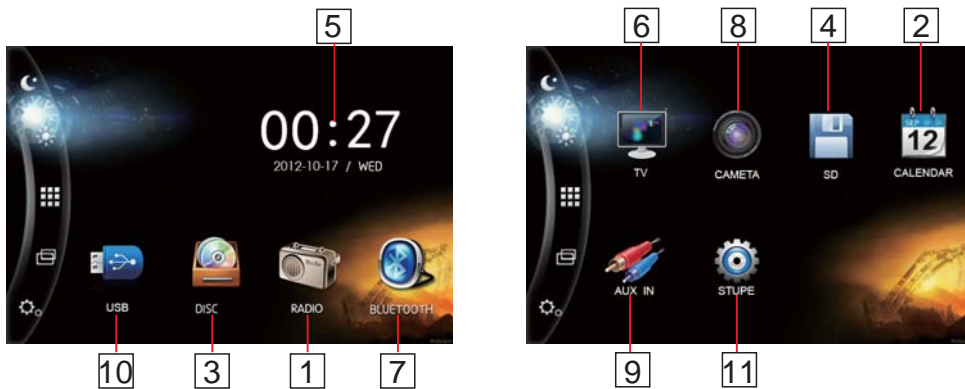 5
6 8 4 2
00:27
2012-10-17 / WED
SEP
12
TV CAMETA SD CALENDAR
USB DISC RADIO BLUETOOTH
AUX IN STUPE
10 3 1 7
9 11